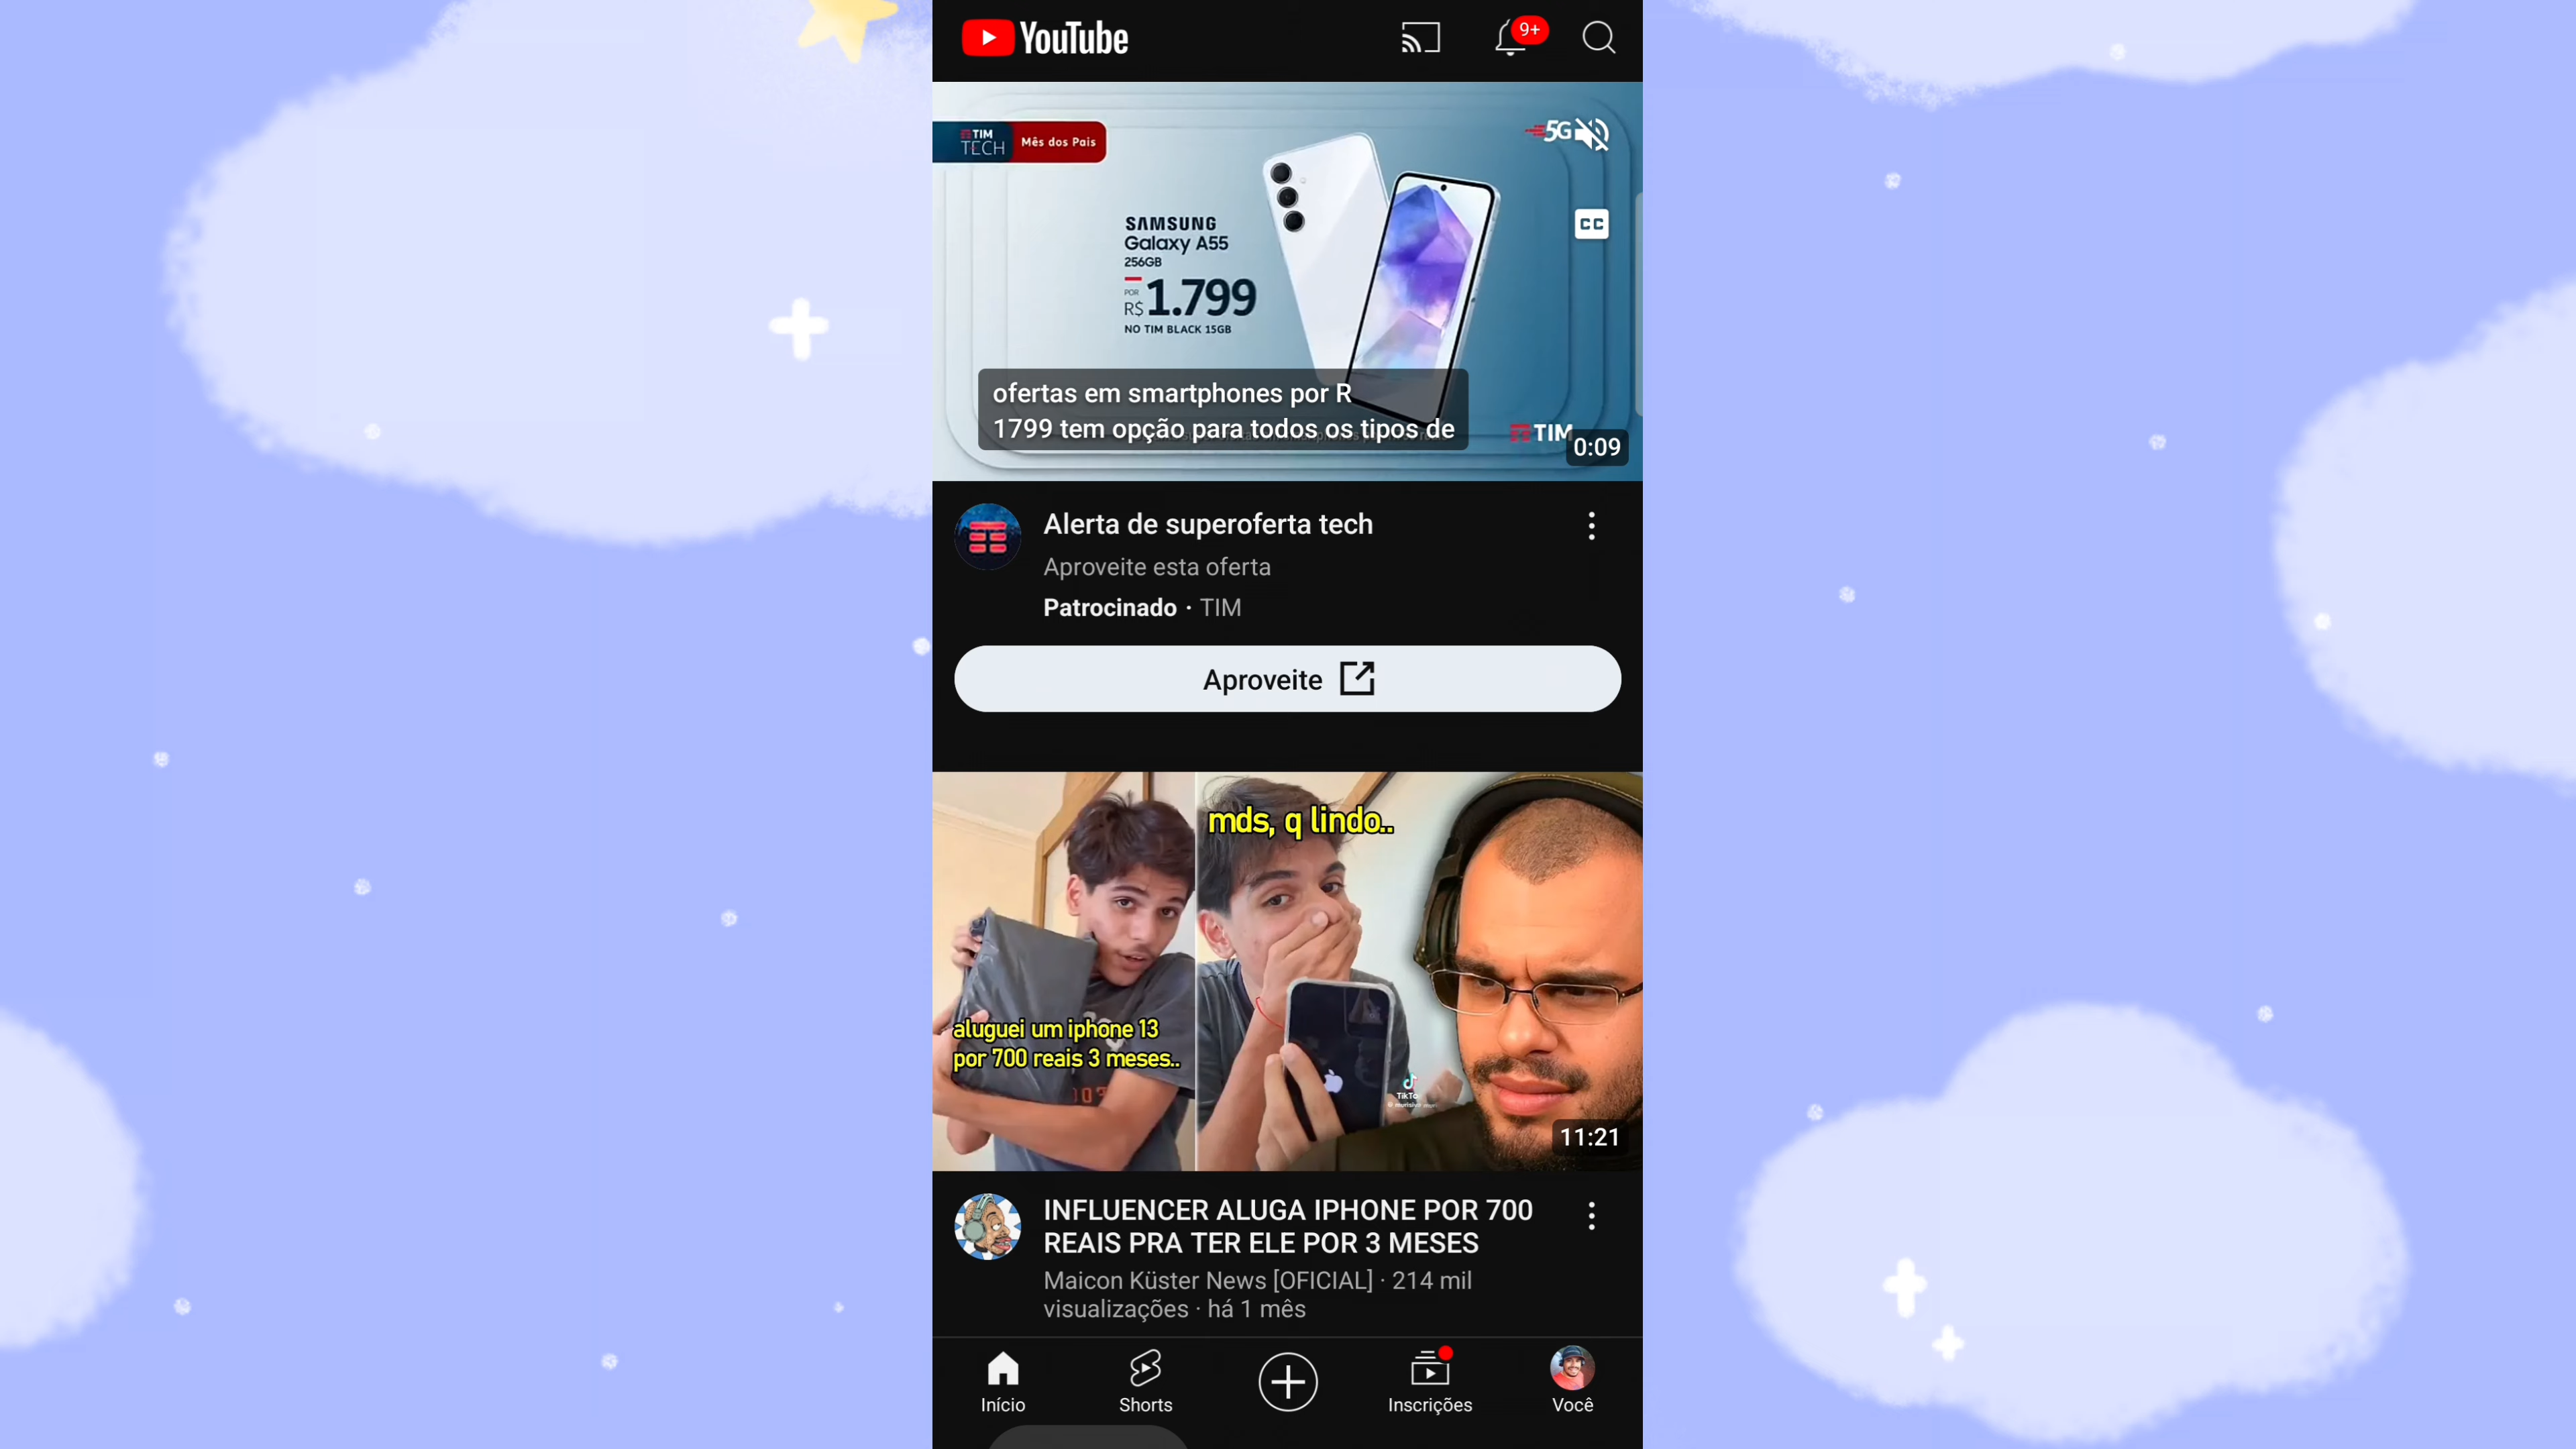 YouTube
9+
TIM
TECH
Mês dos Pais
5G
CC
SAMSUNG
Galaxy A55
256GB
POR
R$ 1.799
NO TIM BLACK 15GB
ofertas em smartphones por R
1799 tem opção para todos os tipos de
TIM
0:09
Alerta de superoferta tech
Aproveite esta oferta
Patrocinado · TIM
Aproveite
mds, q lindo..
aluguei um iphone 13
por 700 reais 3 meses..
TikTo
11:21
INFLUENCER ALUGA IPHONE POR 700
REAIS PRA TER ELE POR 3 MESES
Maicon Küster News [OFICIAL] · 214 mil
visualizações · há 1 mês
Início
Shorts
Inscrições
Você